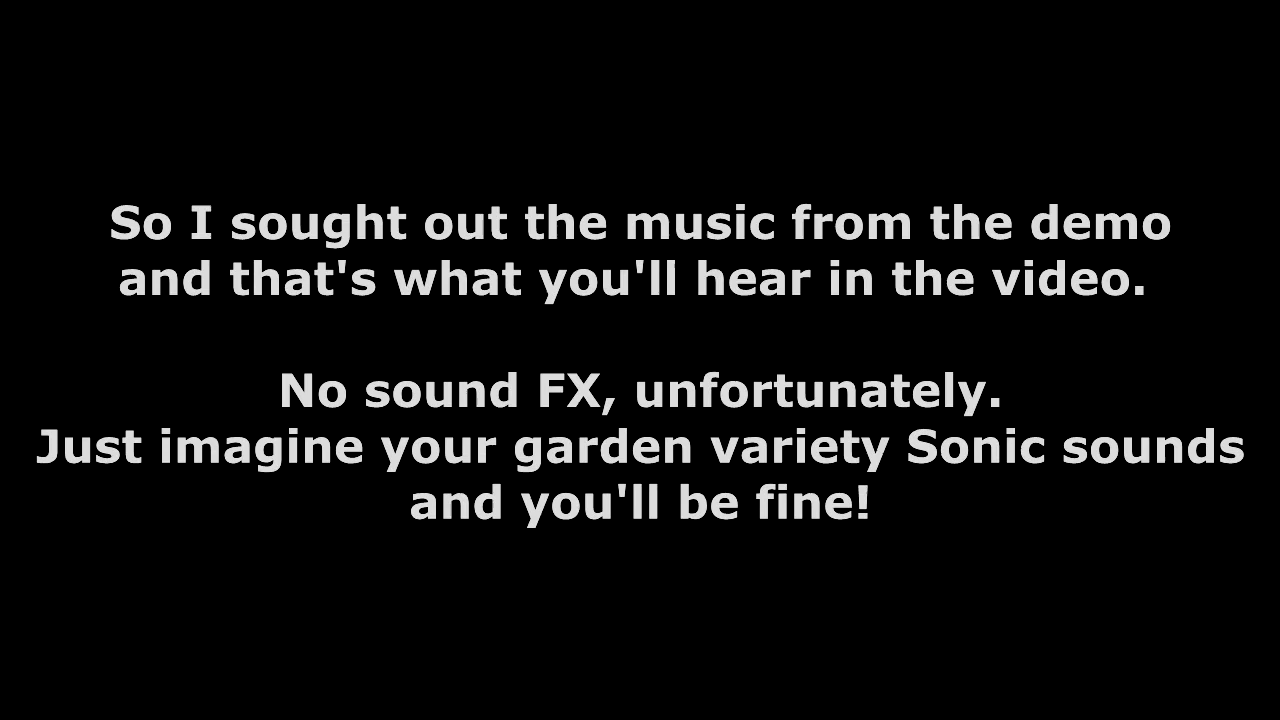 So I sought out the music from the demo
and that's what you'll hear in the video.
No sound FX, unfortunately.
Just imagine your garden variety Sonic sounds
and you'll be fine!